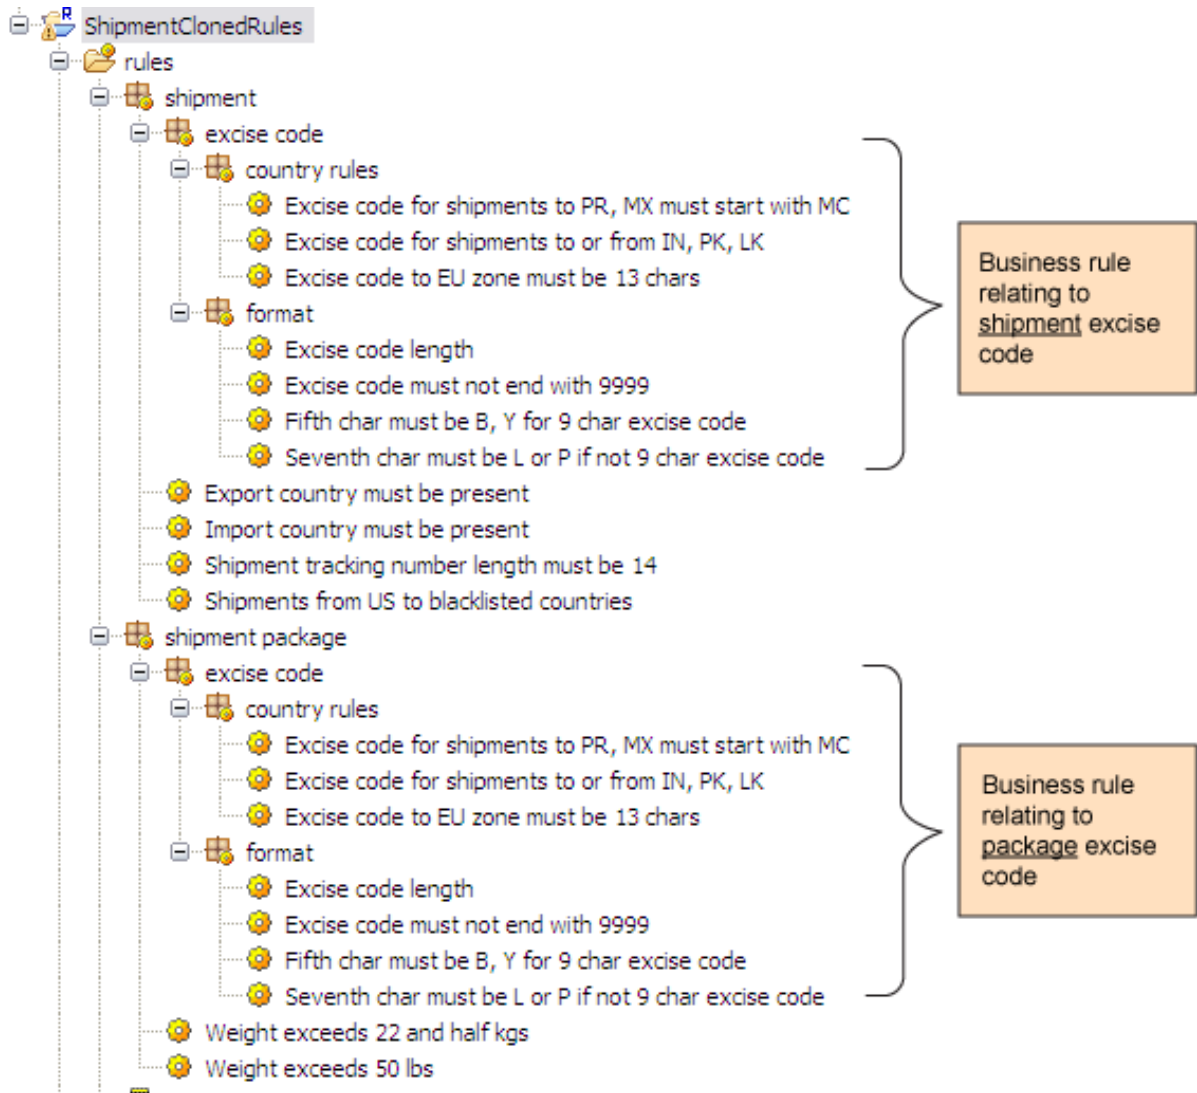 R
ShipmentClonedRules
rules
shipment
excise code
country rules
Excise code for shipments to PR, MX must start with MC
Excise code for shipments to or from IN, PK, LK
Excise code to EU zone must be 13 chars
format
Excise code length
Excise code must not end with 9999
Fifth char must be B, Y for 9 char excise code
Seventh char must be L or P if not 9 char excise code
Export country must be present
Import country must be present
Shipment tracking number length must be 14
Shipments from US to blacklisted countries
Business rule
relating to
shipment excise
code
shipment package
excise code
country rules
Excise code for shipments to PR, MX must start with MC
Excise code for shipments to or from IN, PK, LK
Excise code to EU zone must be 13 chars
format
Excise code length
Excise code must not end with 9999
Fifth char must be B, Y for 9 char excise code
Seventh char must be L or P if not 9 char excise code
Weight exceeds 22 and half kgs
Weight exceeds 50 lbs
Business rule
relating to
package excise
code